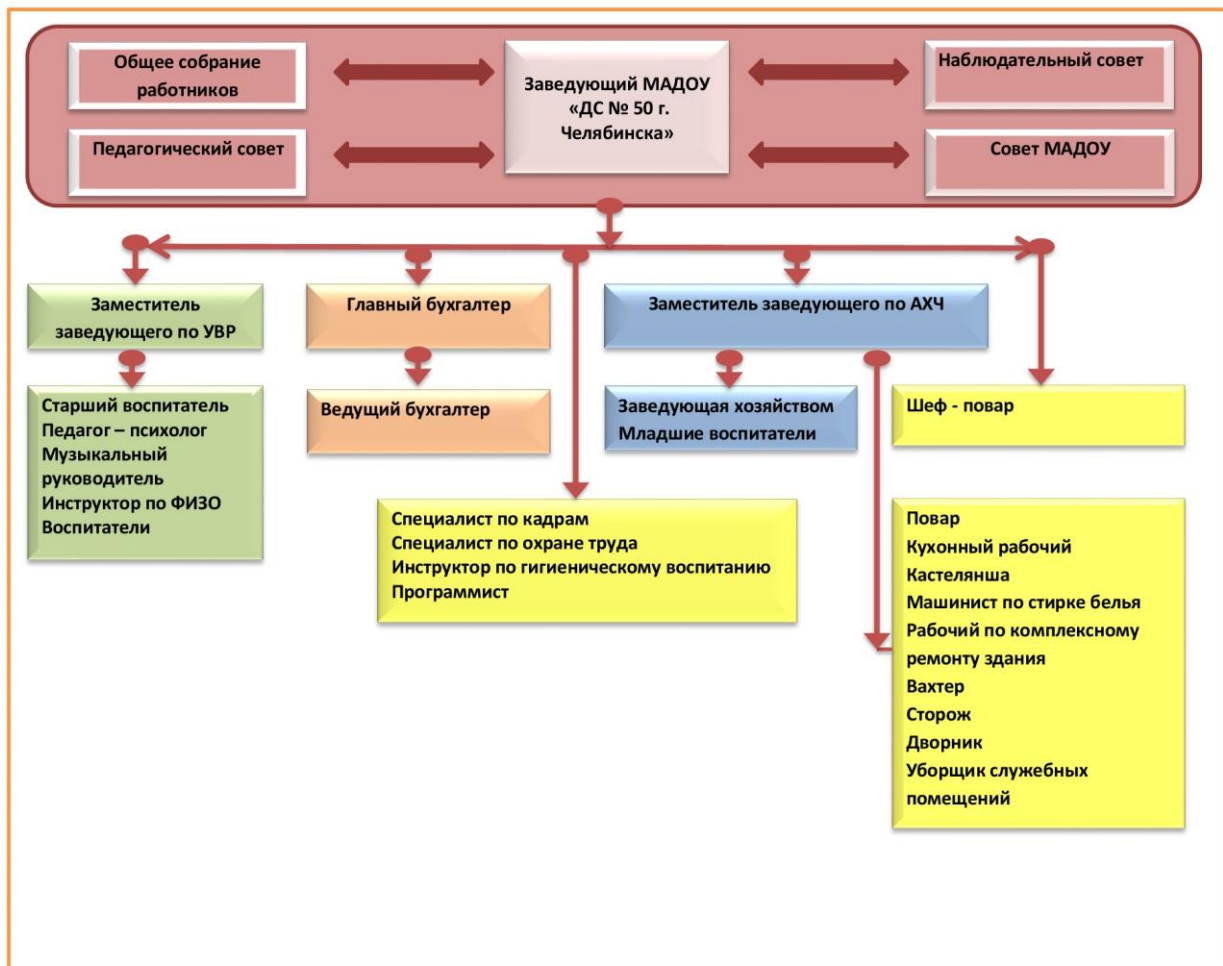 Общее собрание
работников
Заведующий МАДОУ
«ДС № 50 г.
Челябинска»
Наблюдательный совет
Педагогический совет
Совет МАДОУ
Заместитель
заведующего по УВР
Главный бухгалтер
Заместитель заведующего по АХЧ
Старший воспитатель
Педагог – психолог
Музыкальный
руководитель
Инструктор по ФИЗО
Воспитатели
Ведущий бухгалтер
Заведующая хозяйством
Младшие воспитатели
Шеф - повар
Специалист по кадрам
Специалист по охране труда
Инструктор по гигиеническому воспитанию
Программист
Повар
Кухонный рабочий
Кастелянша
Машинист по стирке белья
Рабочий по комплексному
ремонту здания
Вахтер
Сторож
Дворник
Уборщик служебных
помещений